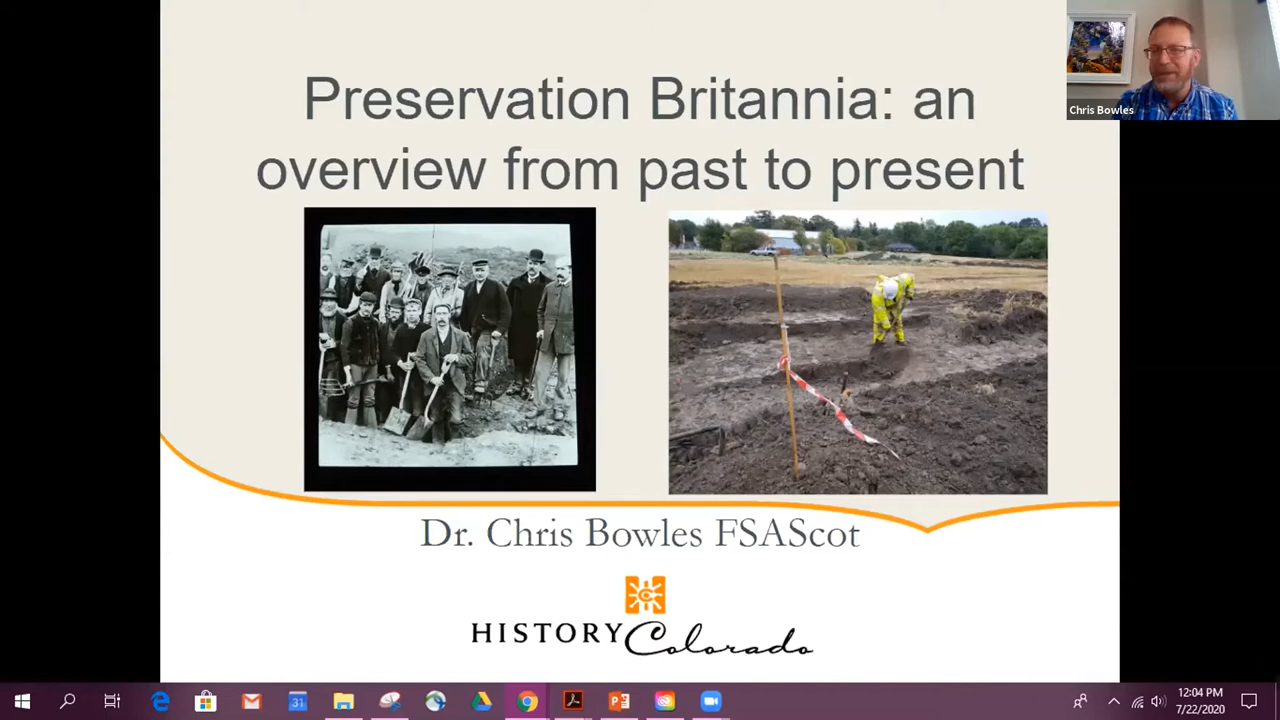 Preservation Britannia: an
overview from past to present
Chris Bowles
Dr. Chris Bowles FSAScot
HISTORY Colorado
31
12:04 PM
7/22/2020